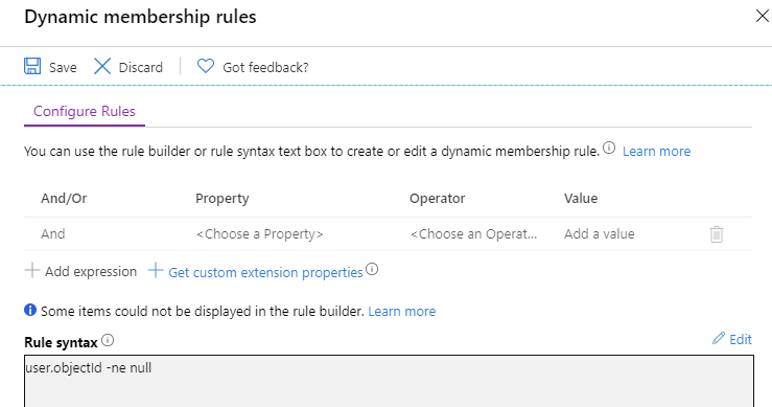 Dynamic membership rules
Save Discard Got feedback?
Configure Rules
You can use the rule builder or rule syntax text box to create or edit a dynamic membership rule. Learn more
And/Or Property Operator Value
And <Choose a Property> <Choose an Operat... Add a value
Add expression Get custom extension properties
Some items could not be displayed in the rule builder. Learn more
Rule syntax Edit
user.objectId -ne null